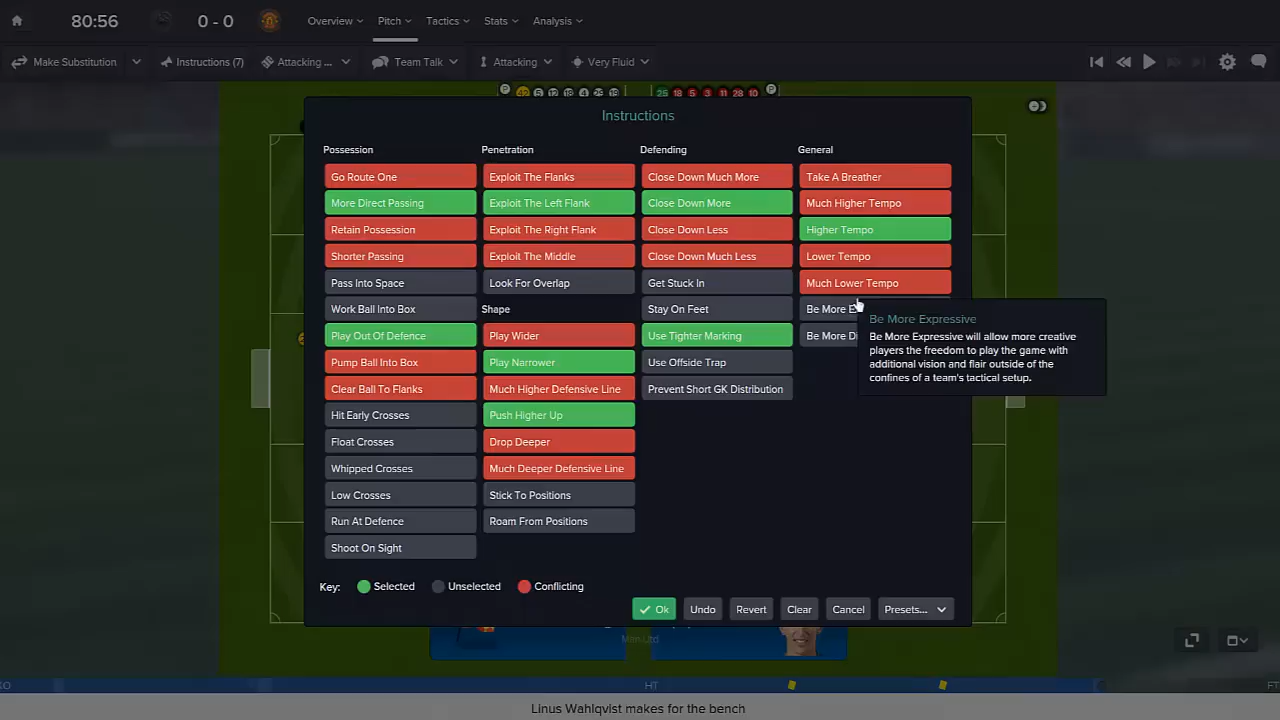 80:56
0 - 0
Overview
Pitch
Tactics
Stats
Analysis
Make Substitution
Instructions (7)
Attacking ...
Team Talk
Attacking
Very Fluid
Instructions
Possession
Go Route One
More Direct Passing
Retain Possession
Shorter Passing
Pass Into Space
Work Ball Into Box
Play Out Of Defence
Pump Ball Into Box
Clear Ball To Flanks
Hit Early Crosses
Float Crosses
Whipped Crosses
Low Crosses
Run At Defence
Shoot On Sight
Penetration
Exploit The Flanks
Exploit The Left Flank
Exploit The Right Flank
Exploit The Middle
Look For Overlap
Shape
Play Wider
Play Narrower
Much Higher Defensive Line
Push Higher Up
Drop Deeper
Much Deeper Defensive Line
Stick To Positions
Roam From Positions
Defending
Close Down Much More
Close Down More
Close Down Less
Close Down Much Less
Get Stuck In
Stay On Feet
Use Tighter Marking
Use Offside Trap
Prevent Short GK Distribution
General
Take A Breather
Much Higher Tempo
Higher Tempo
Lower Tempo
Much Lower Tempo
Be More E
Be More Di
Be More Expressive
Be More Expressive will allow more creative
players the freedom to play the game with
additional vision and flair outside of the
confines of a team's tactical setup.
Key:
Selected
Unselected
Conflicting
Ok
Undo
Revert
Clear
Cancel
Presets...
Man Utd
HT
FT
Linus Wahlqvist makes for the bench